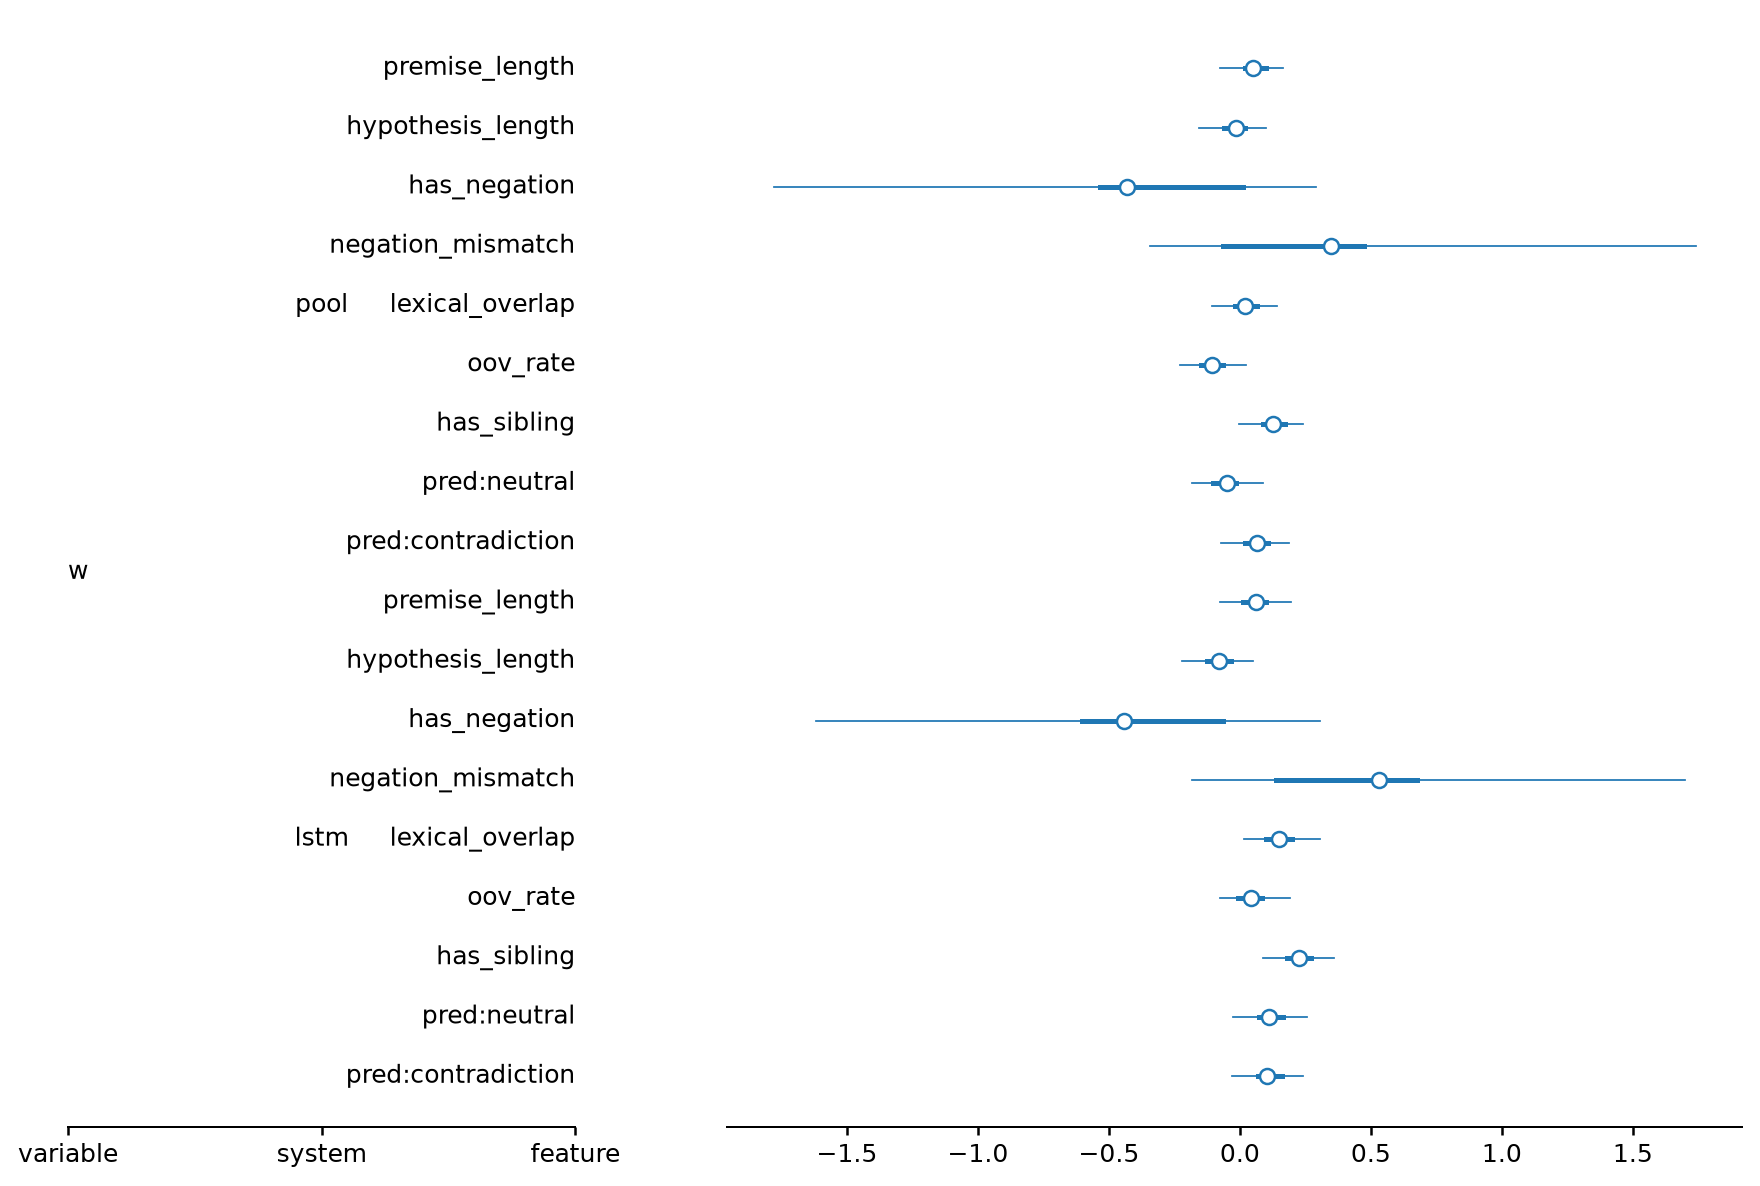 premise_length
hypothesis_length
has_negation
negation_mismatch
pool lexical_overlap
oov_rate
has_sibling
pred:neutral
pred:contradiction
w
premise_length
hypothesis_length
has_negation
negation_mismatch
lstm lexical_overlap
oov_rate
has_sibling
pred:neutral
pred:contradiction
variable system feature −1.5 −1.0 −0.5 0.0 0.5 1.0 1.5